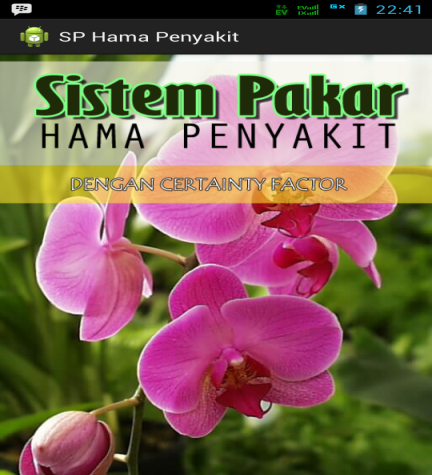 22:41
SP Hama Penyakit
Sistem Pakar
HAMA PENYAKIT
DENGAN CERTAINTY FACTOR